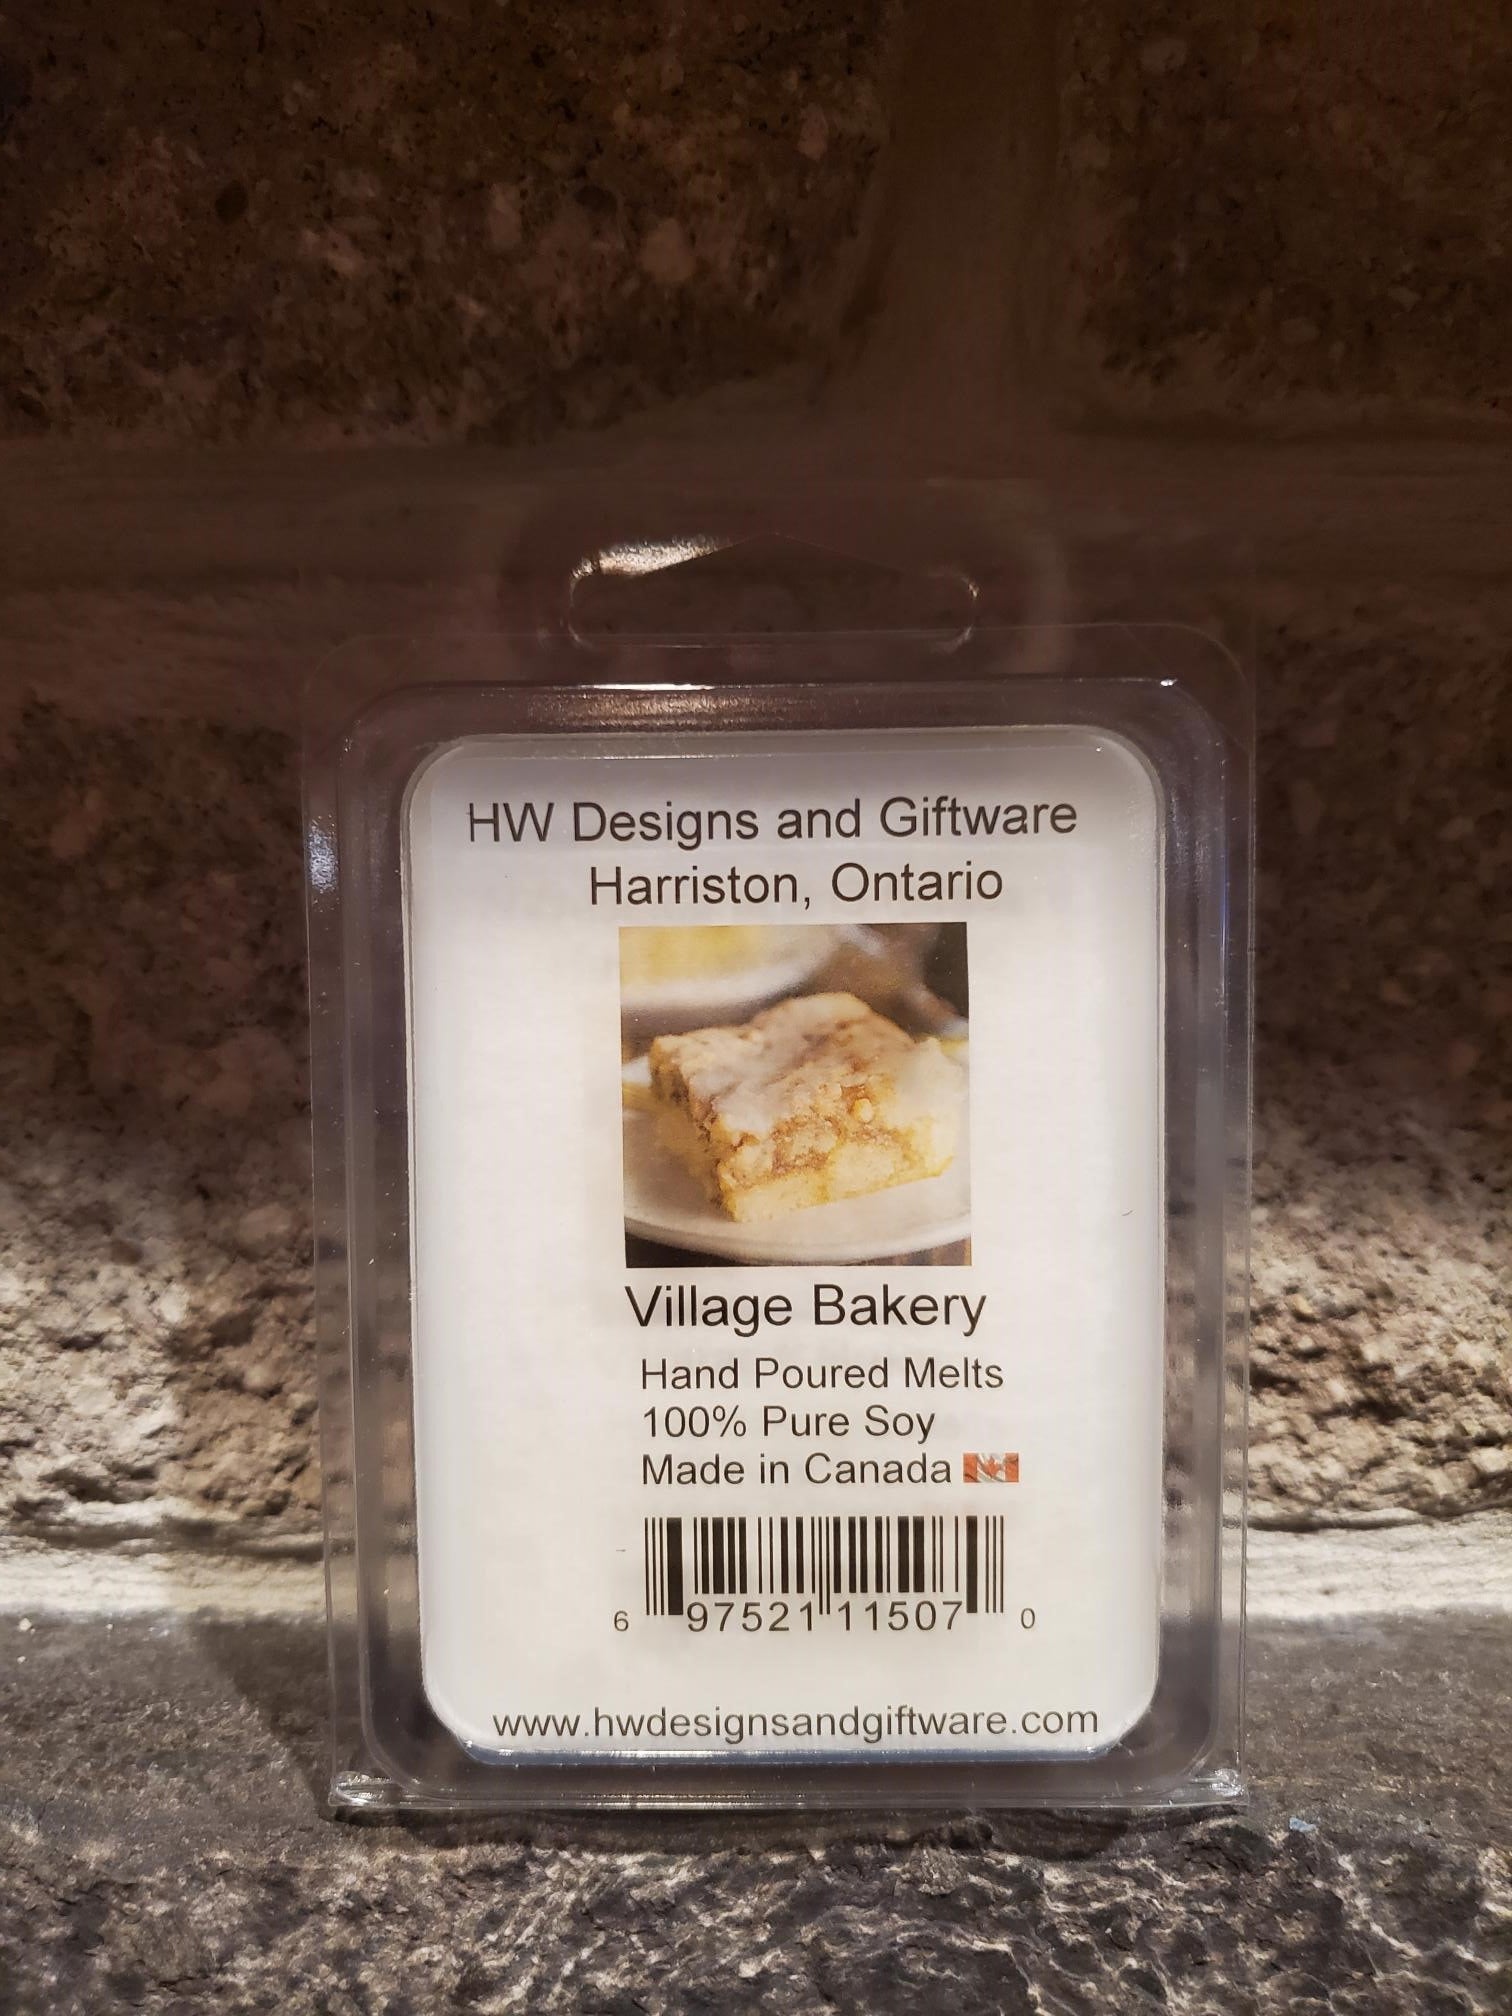 HW Designs and Giftware
Harriston, Ontario
Village Bakery
Hand Poured Melts
100% Pure Soy
Made in Canada
6 97521 11507 0
www.hwdesignsandgiftware.com